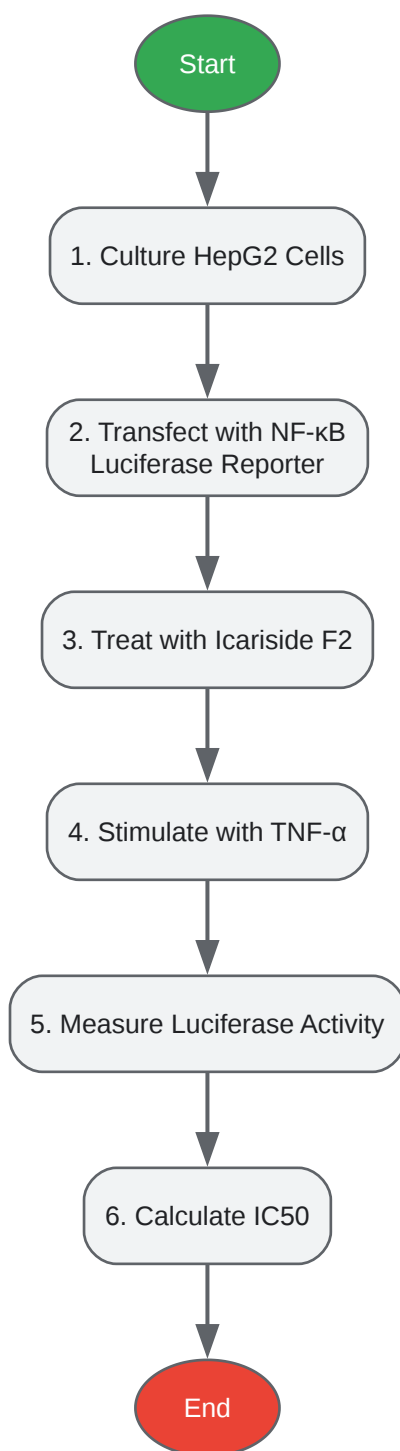 Start
1. Culture HepG2 Cells
2. Transfect with NF-κB
Luciferase Reporter
3. Treat with Icariside F2
4. Stimulate with TNF-α
5. Measure Luciferase Activity
6. Calculate IC50
End